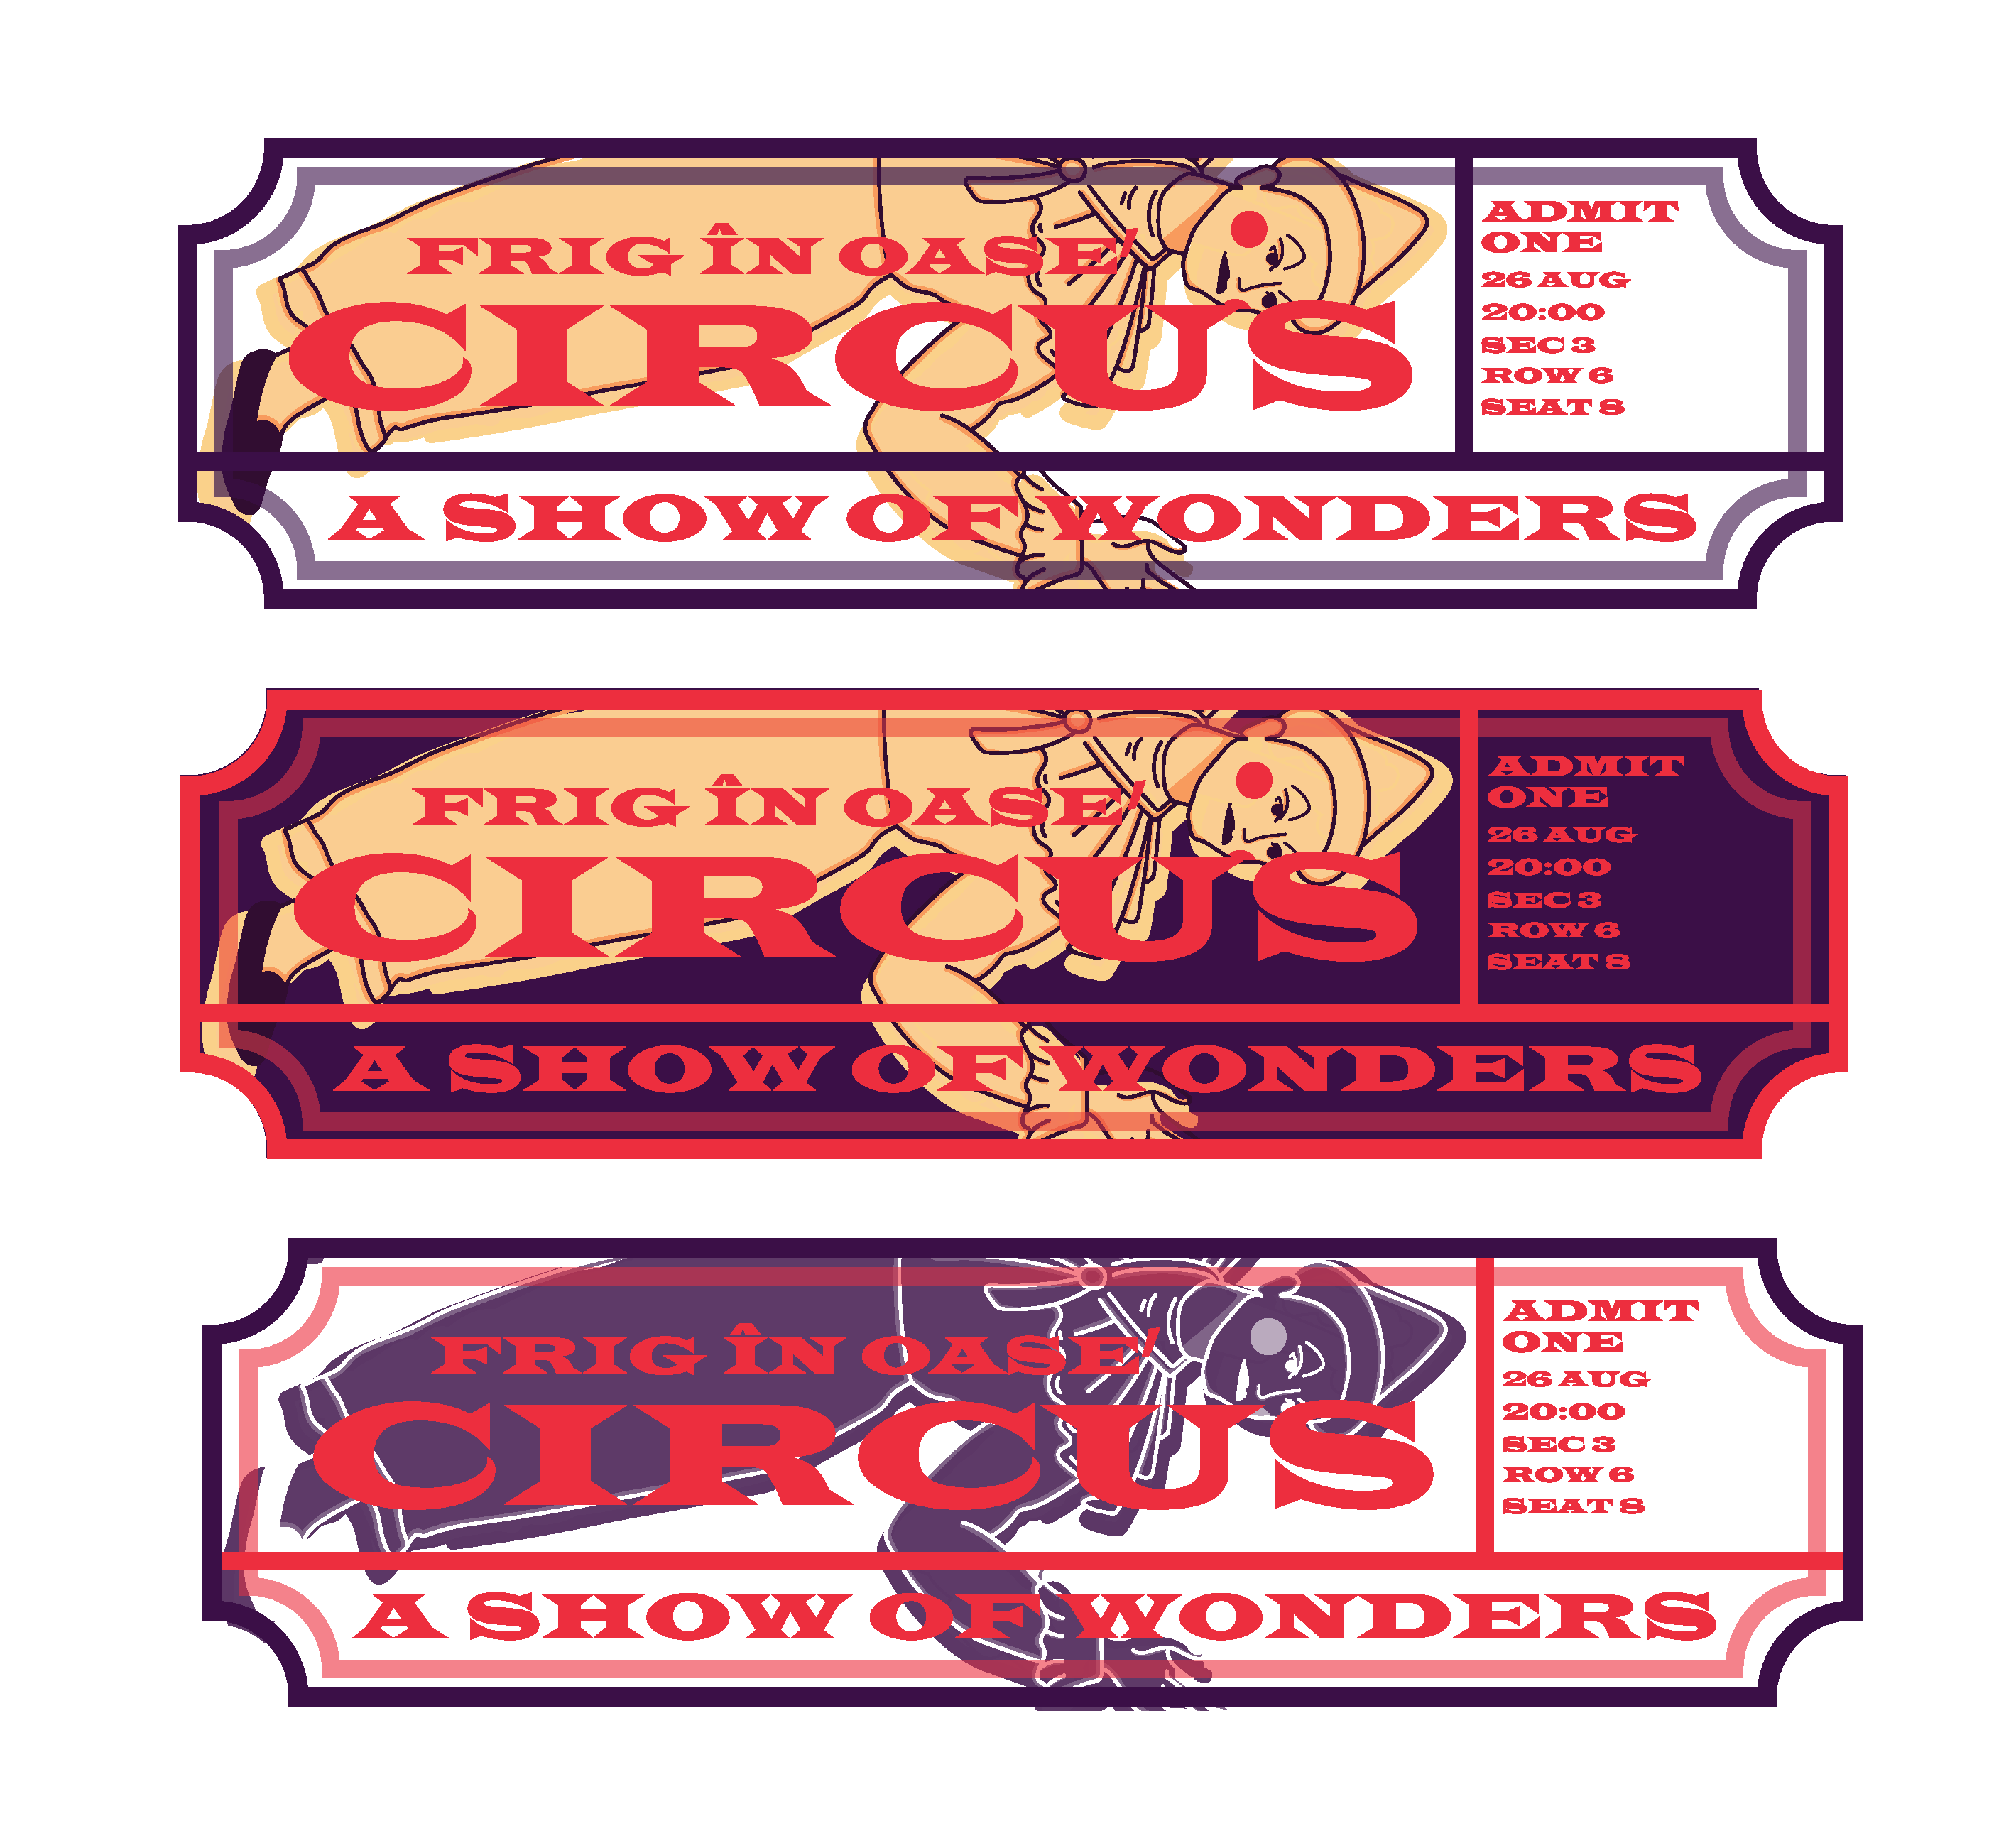 FRIG ÎN OASE'
CIRCUS
ADMIT
ONE
26 AUG
20:00
SEC 3
ROW 6
SEAT 8
A SHOW OF WONDERS
FRIG ÎN OASE'
CIRCUS
ADMIT
ONE
26 AUG
20:00
SEC 3
ROW 6
SEAT 8
A SHOW OF WONDERS
FRIG ÎN OASE'
CIRCUS
ADMIT
ONE
26 AUG
20:00
SEC 3
ROW 6
SEAT 8
A SHOW OF WONDERS